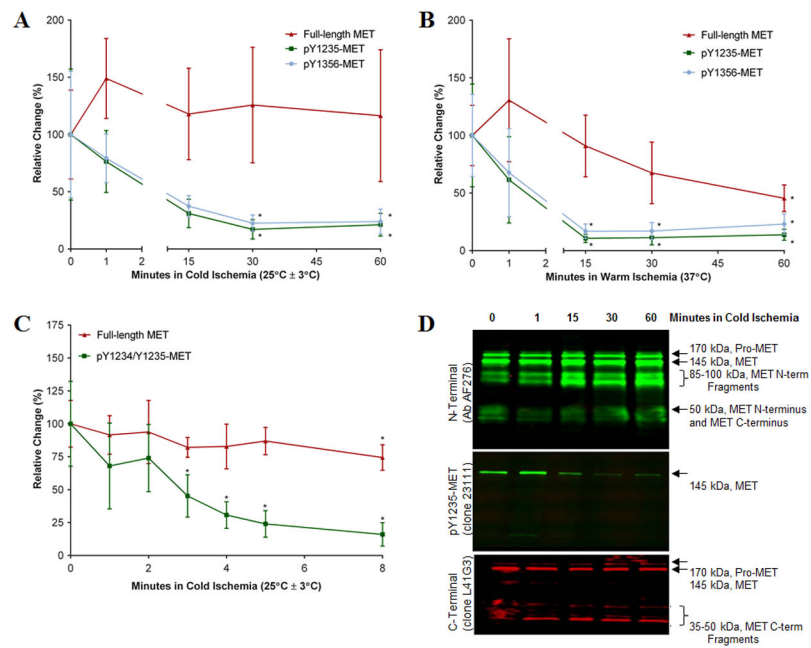 A
200
150
100
50
0
Relative Change (%)
Full-length MET
pY1235-MET
pY1356-MET
*
*
*
*
0 1 2 15 30 45 60
Minutes in Cold Ischemia (25°C ± 3°C)
B
200
150
100
50
0
Relative Change (%)
Full-length MET
pY1235-MET
pY1356-MET
*
*
*
*
*
*
*
0 1 2 15 30 45 60
Minutes in Warm Ischemia (37°C)
C
175
150
125
100
75
50
25
0
Relative Change (%)
Full-length MET
pY1234/Y1235-MET
*
*
*
*
*
0 2 4 6 8
Minutes in Cold Ischemia (25°C ± 3°C)
D
0 1 15 30 60 Minutes in Cold Ischemia
N-Terminal
(Ab AF276)
170 kDa, Pro-MET
145 kDa, MET
85-100 kDa, MET N-term
Fragments
50 kDa, MET N-terminus
and MET C-terminus
pY1235-MET
(clone 23111)
145 kDa, MET
C-Terminal
(clone L41G3)
170 kDa, Pro-MET
145 kDa, MET
35-50 kDa, MET C-term
Fragments